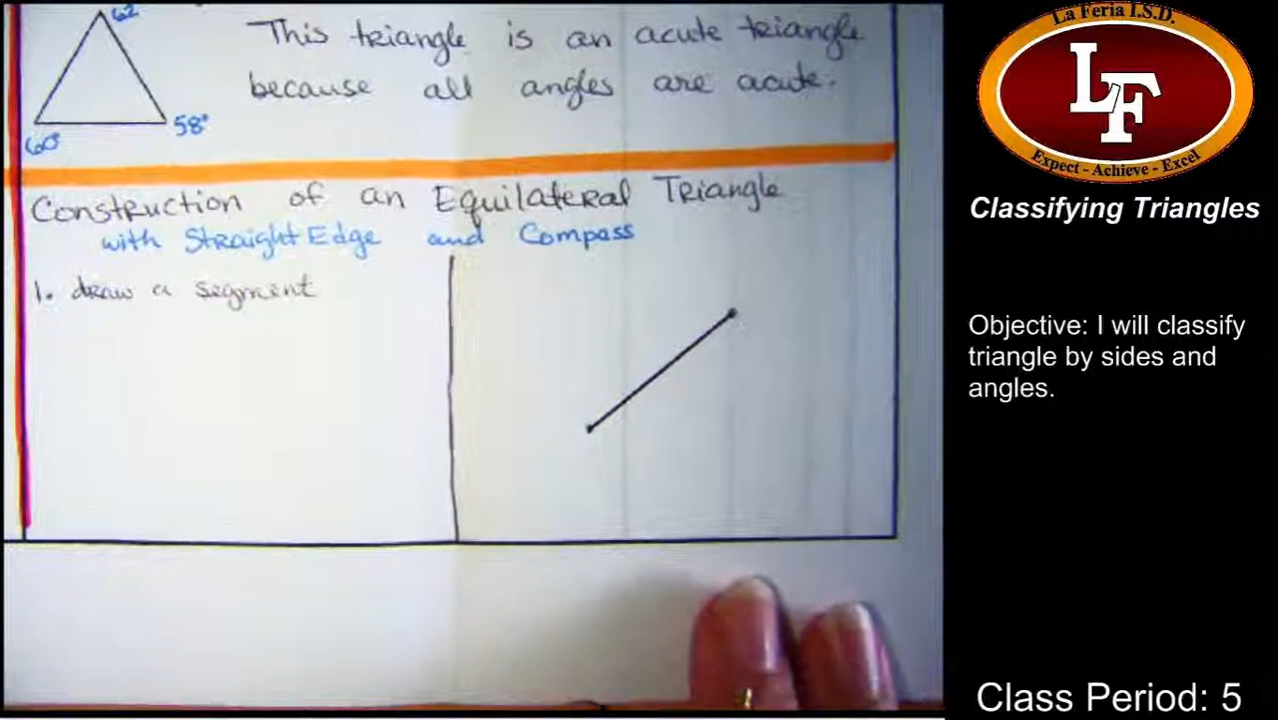 62
This triangle is an acute triangle
because all angles are acute.
60°
58°
Construction of an Equilateral Triangle
with Straight Edge and Compass
1. draw a segment
La Feria I.S.D.
LF
Expect - Achieve - Excel
Classifying Triangles
Objective: I will classify
triangle by sides and
angles.
Class Period: 5